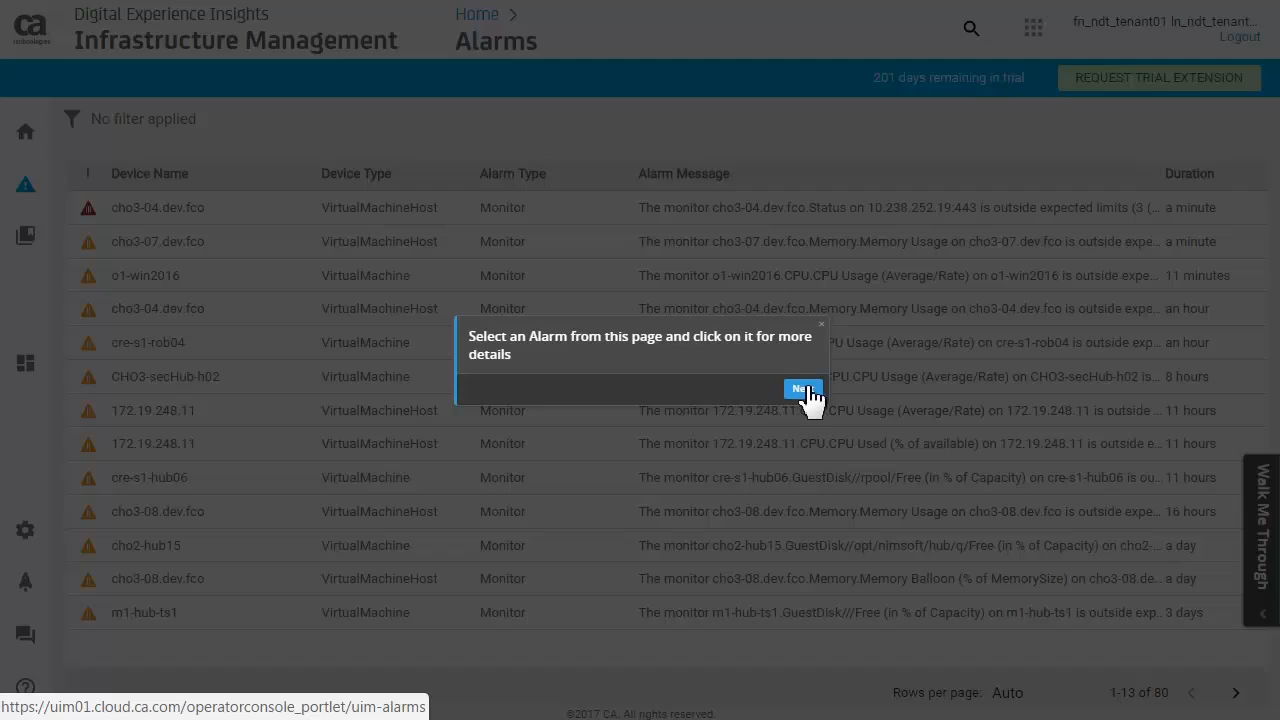 ca
technologies
Digital Experience Insights
Infrastructure Management
Home >
Alarms
fn_ndt_tenant01 ln_ndt_tenant...
Logout
201 days remaining in trial
REQUEST TRIAL EXTENSION
No filter applied
! Device Name Device Type Alarm Type Alarm Message Duration
cho3-04.dev.fco VirtualMachineHost Monitor The monitor cho3-04.dev.fco.Status on 10.238.252.19:443 is outside expected limits (3 (... a minute
cho3-07.dev.fco VirtualMachineHost Monitor The monitor cho3-07.dev.fco.Memory.Memory Usage on cho3-07.dev.fco is outside expe... a minute
o1-win2016 VirtualMachine Monitor The monitor o1-win2016.CPU.CPU Usage (Average/Rate) on o1-win2016 is outside expe... 11 minutes
cho3-04.dev.fco VirtualMachineHost Monitor The monitor cho3-04.dev.fco.Memory.Memory Usage on cho3-04.dev.fco is outside expe... an hour
cre-s1-rob04 VirtualMachine PU Usage (Average/Rate) on cre-s1-rob04 is outside expe... an hour
CHO3-secHub-h02 VirtualMachine PU.CPU Usage (Average/Rate) on CHO3-secHub-h02 is... 8 hours
172.19.248.11 VirtualMachine Monitor The monitor 172.19.248.11 CPU Usage (Average/Rate) on 172.19.248.11 is outside ... 11 hours
172.19.248.11 VirtualMachine Monitor The monitor 172.19.248.11.CPU.CPU Used (% of available) on 172.19.248.11 is outside e... 11 hours
cre-s1-hub06 VirtualMachine Monitor The monitor cre-s1-hub06.GuestDisk//rpool/Free (in % of Capacity) on cre-s1-hub06 is ou... 11 hours
cho3-08.dev.fco VirtualMachineHost Monitor The monitor cho3-08.dev.fco.Memory.Memory Usage on cho3-08.dev.fco is outside expe... 16 hours
cho2-hub15 VirtualMachine Monitor The monitor cho2-hub15.GuestDisk//opt/nimsoft/hub/q/Free (in % of Capacity) on cho2-... a day
cho3-08.dev.fco VirtualMachineHost Monitor The monitor cho3-08.dev.fco.Memory.Memory Balloon (% of MemorySize) on cho3-08.de... a day
m1-hub-ts1 VirtualMachine Monitor The monitor m1-hub-ts1.GuestDisk///Free (in % of Capacity) on m1-hub-ts1 is outside exp... 3 days
Select an Alarm from this page and click on it for more
details
×
Walk Me Through
Rows per page: Auto 1-13 of 80
https://uim01.cloud.ca.com/operatorconsole_portlet/uim-alarms
©2017 CA. All rights reserved.